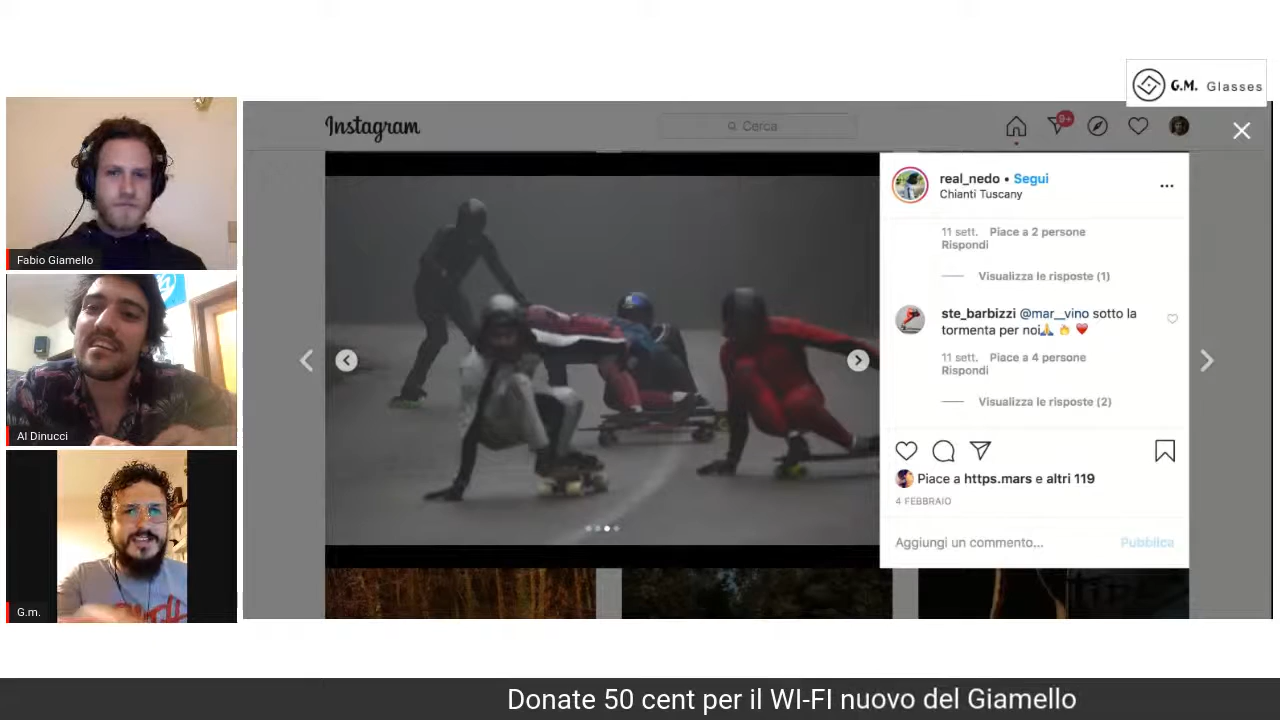 G.M. Glasses
Fabio Giamello
Al Dinucci
G.m.
Instagram
Cerca
9+
real_nedo • Segui
Chianti Tuscany
11 sett. Piace a 2 persone
Rispondi
Visualizza le risposte (1)
ste_barbizzi @mar__vino sotto la
tormenta per noi🙏 👏 ❤️
11 sett. Piace a 4 persone
Rispondi
Visualizza le risposte (2)
Piace a https.mars e altri 119
4 FEBBRAIO
Aggiungi un commento... Pubblica
Donate 50 cent per il WI-FI nuovo del Giamello